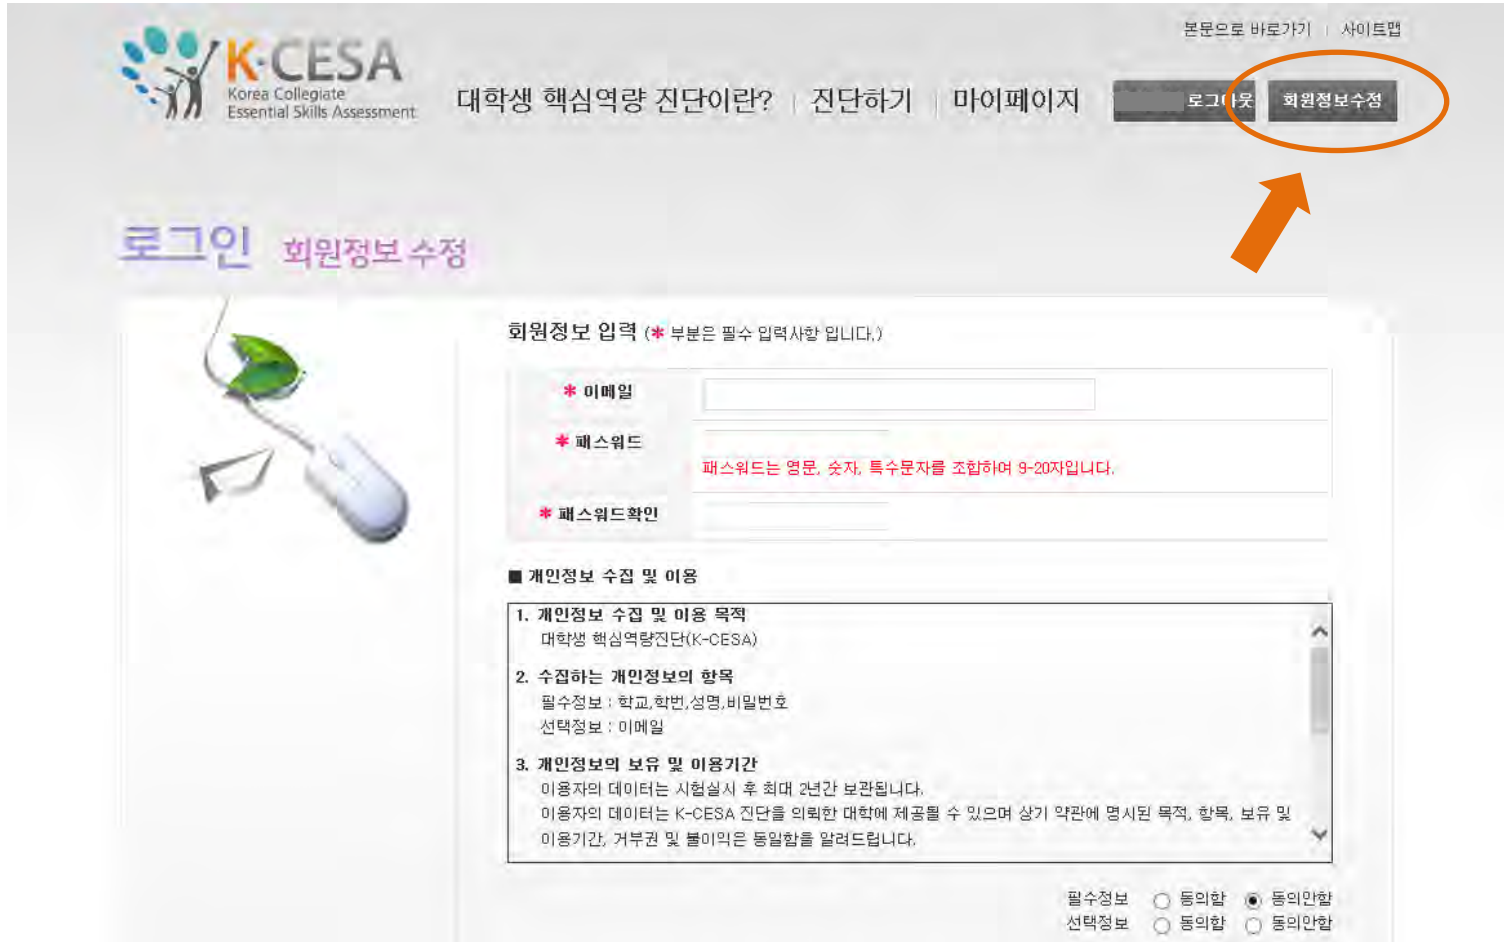 본문으로 바로가기 | 사이트맵
K·CESA
Korea Collegiate
Essential Skills Assessment
대학생 핵심역량 진단이란? | 진단하기 | 마이페이지
로그아웃
회원정보수정
로그인 회원정보 수정
회원정보 입력 (* 부분은 필수 입력사항 입니다.)
* 이메일
* 패스워드
패스워드는 영문, 숫자, 특수문자를 조합하여 9-20자입니다.
* 패스워드확인
■ 개인정보 수집 및 이용
1. 개인정보 수집 및 이용 목적
대학생 핵심역량진단(K-CESA)
2. 수집하는 개인정보의 항목
필수정보 : 학교,학번,성명,비밀번호
선택정보 : 이메일
3. 개인정보의 보유 및 이용기간
이용자의 데이터는 시험실시 후 최대 2년간 보관됩니다.
이용자의 데이터는 K-CESA 진단을 의뢰한 대학에 제공될 수 있으며 상기 약관에 명시된 목적, 항목, 보유 및
이용기간, 거부권 및 불이익은 동일함을 알려드립니다.
필수정보 동의함 동의안함
선택정보 동의함 동의안함